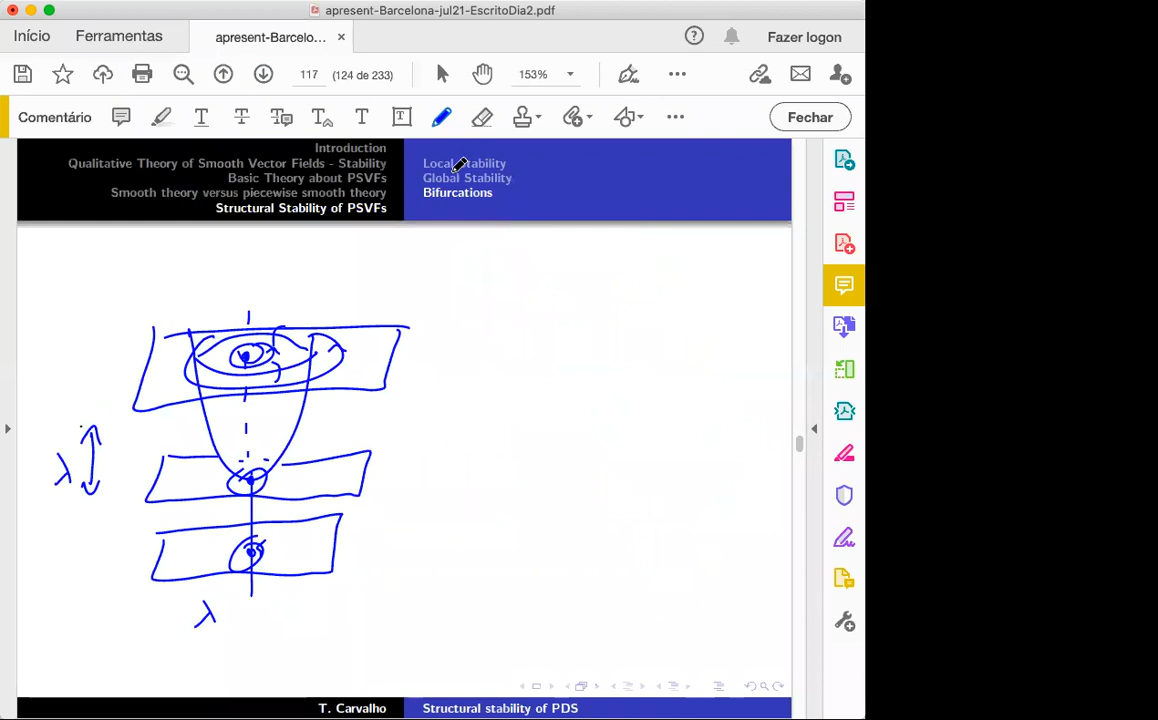 apresent-Barcelona-jul21-EscritoDia2.pdf
Início
Ferramentas
apresent-Barcelo...
Fazer logon
117
(124 de 233)
153%
Comentário
Fechar
Introduction
Qualitative Theory of Smooth Vector Fields - Stability
Basic Theory about PSVFs
Smooth theory versus piecewise smooth theory
Structural Stability of PSVFs
Local Stability
Global Stability
Bifurcations
λ
λ
T. Carvalho
Structural stability of PDS